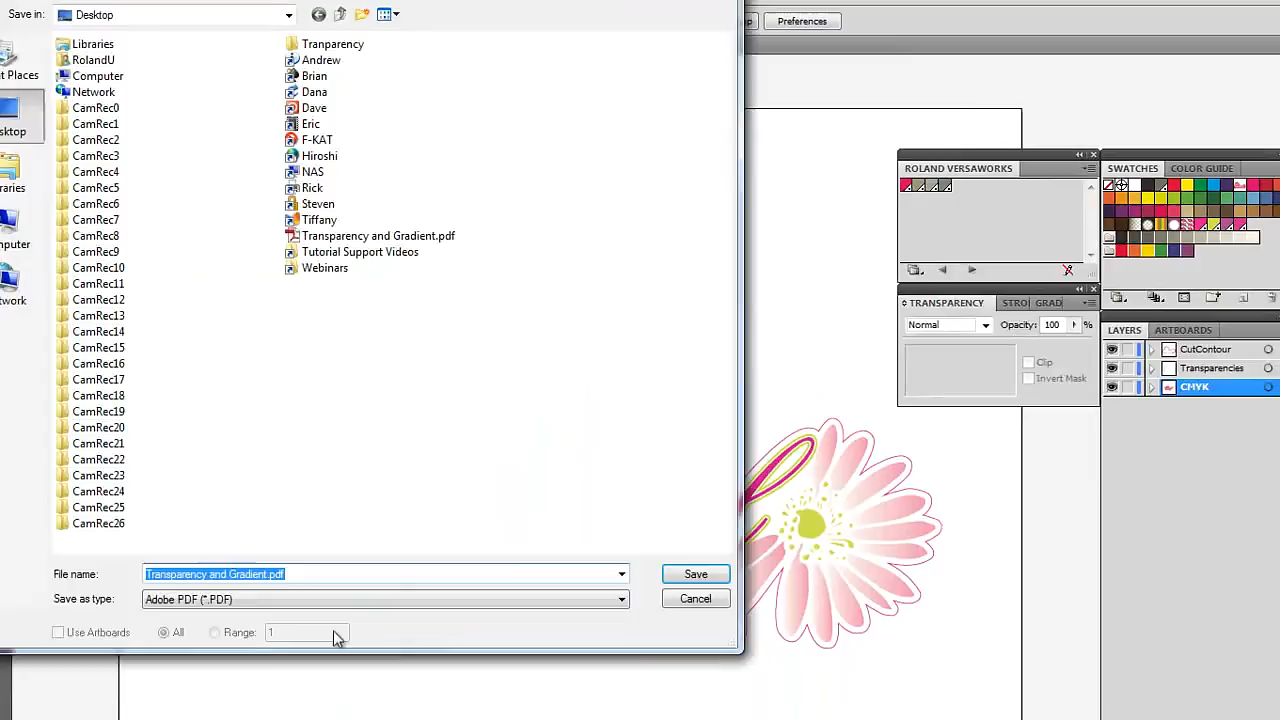 Save in:
Desktop
Preferences
Libraries
RolandU
Computer
Network
CamRec0
CamRec1
CamRec2
CamRec3
CamRec4
CamRec5
CamRec6
CamRec7
CamRec8
CamRec9
CamRec10
CamRec11
CamRec12
CamRec13
CamRec14
CamRec15
CamRec16
CamRec17
CamRec18
CamRec19
CamRec20
CamRec21
CamRec22
CamRec23
CamRec24
CamRec25
CamRec26
Tranparency
Andrew
Brian
Dana
Dave
Eric
F-KAT
Hiroshi
NAS
Rick
Steven
Tiffany
Transparency and Gradient.pdf
Tutorial Support Videos
Webinars
nt Places
sktop
raries
mputer
twork
File name:
Transparency and Gradient.pdf
Save
Save as type:
Adobe PDF (*.PDF)
Cancel
Use Artboards
All
Range:
1
ROLAND VERSAWORKS
SWATCHES
COLOR GUIDE
TRANSPARENCY
STRO
GRAD
Normal
Opacity:
100
%
Clip
Invert Mask
LAYERS
ARTBOARDS
CutContour
Transparencies
CMYK